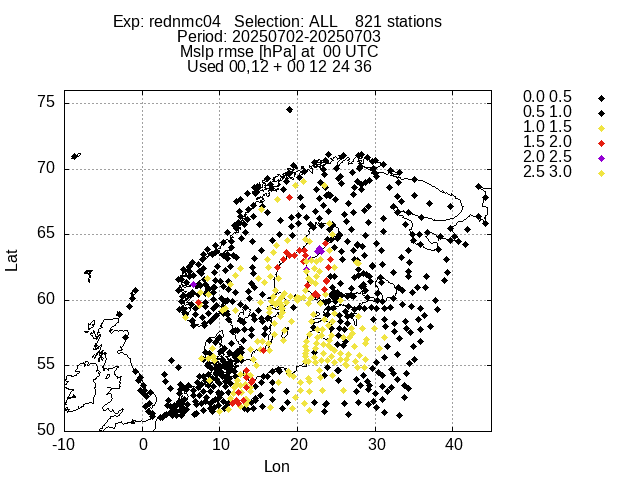 Exp: rednmc04   Selection: ALL    821 stations
Period: 20250702-20250703
Mslp rmse [hPa] at  00 UTC
Used 00,12 + 00 12 24 36
0.0 0.5
0.5 1.0
1.0 1.5
1.5 2.0
2.0 2.5
2.5 3.0
75
70
65
60
55
50
Lat
-10 0 10 20 30 40
Lon